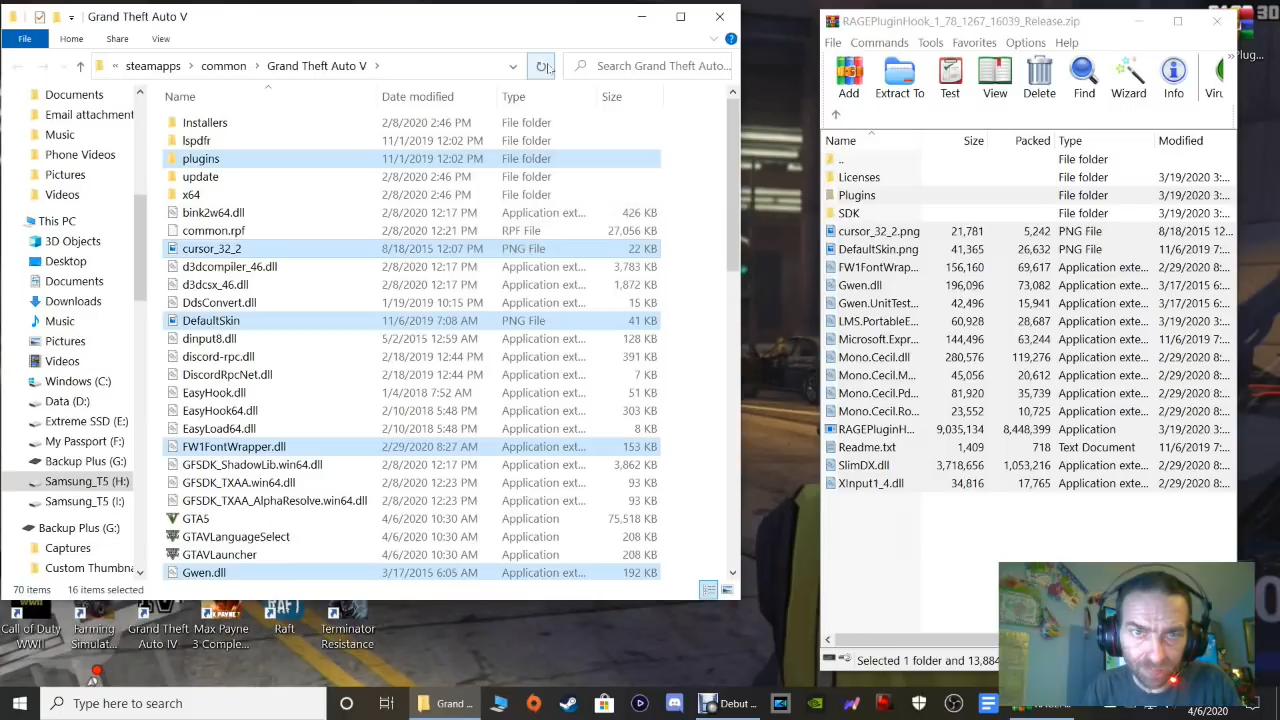 Grand Theft Auto V
File Home Share View
« steamapps > common > Grand Theft Auto V >
Search Grand Theft Auto...
Name Date modified Type Size
Documents
Email attachment
Music
Phone Videos
Pictures
Videos
This PC
3D Objects
Desktop
Documents
Downloads
Music
Pictures
Videos
Windows (C:)
Data (D:)
Extreme SSD (E:)
My Passport (F:)
Backup Plus (G:)
Samsung_T5 (H:
Samsung_T5 (I:)
Backup Plus (G:)
Captures
Custom Thumbna
Installers 2/8/2020 2:46 PM File folder
lspdfr 11/1/2019 12:02 PM File folder
plugins 11/1/2019 12:02 PM File folder
update 2/8/2020 2:46 PM File folder
x64 2/8/2020 2:46 PM File folder
bink2w64.dll 2/8/2020 12:17 PM Application ext... 426 KB
common.rpf 2/8/2020 12:21 PM RPF File 27,056 KB
cursor_32_2 8/18/2015 12:07 PM PNG File 22 KB
d3dcompiler_46.dll 2/8/2020 12:17 PM Application ext... 3,783 KB
d3dcsx_46.dll 2/8/2020 12:17 PM Application ext... 1,872 KB
DdsConvert.dll 1/19/2019 10:15 PM Application ext... 15 KB
DefaultSkin 11/6/2019 7:08 AM PNG File 41 KB
dinput8.dll 5/2/2015 12:59 AM Application ext... 128 KB
discord-rpc.dll 2/18/2019 12:44 PM Application ext... 391 KB
DiscordRpcNet.dll 2/18/2019 12:44 PM Application ext... 7 KB
EasyHook.dll 1/4/2018 7:52 AM Application ext... 51 KB
EasyHook64.dll 2/10/2018 5:48 PM Application ext... 303 KB
EasyLoad64.dll 2/10/2018 5:48 PM Application ext... 8 KB
FW1FontWrapper.dll 2/29/2020 8:27 AM Application ext... 153 KB
GFSDK_ShadowLib.win64.dll 2/8/2020 12:17 PM Application ext... 3,862 KB
GFSDK_TXAA.win64.dll 2/8/2020 12:23 PM Application ext... 93 KB
GFSDK_TXAA_AlphaResolve.win64.dll 2/8/2020 12:23 PM Application ext... 93 KB
GTA5 4/6/2020 10:30 AM Application 75,518 KB
GTAVLanguageSelect 4/6/2020 10:30 AM Application 208 KB
GTAVLauncher 4/6/2020 10:30 AM Application 208 KB
Gwen.dll 3/17/2015 6:05 AM Application ext... 192 KB
70 items 16 items selected
RAGEPluginHook_1_78_1267_16039_Release.zip
File Commands Tools Favorites Options Help
Add Extract To Test View Delete Find Wizard Info Viru
Name Size Packed Type Modified
.. File folder
Licenses File folder 3/19/2020 3:...
Plugins File folder 3/19/2020 3:...
SDK File folder 3/19/2020 3:...
cursor_32_2.png 21,781 5,242 PNG File 8/18/2015 12...
DefaultSkin.png 41,365 26,632 PNG File 11/6/2019 7:...
FW1FontWrap... 156,160 69,617 Application exte... 2/29/2020 8:...
Gwen.dll 196,096 73,082 Application exte... 3/17/2015 6:...
Gwen.UnitTest... 42,496 15,941 Application exte... 3/17/2015 6:...
LMS.PortableE... 60,928 28,687 Application exte... 3/19/2020 3:...
Microsoft.Expr... 144,496 63,244 Application exte... 11/6/2019 7:...
Mono.Cecil.dll 280,576 119,276 Application exte... 2/29/2020 8:...
Mono.Cecil.M... 45,056 20,612 Application exte... 2/29/2020 8:...
Mono.Cecil.Pd... 81,920 35,739 Application exte... 2/29/2020 8:...
Mono.Cecil.Ro... 23,552 10,725 Application exte... 2/29/2020 8:...
RAGEPluginH... 9,035,134 8,448,399 Application 3/19/2020 3:...
Readme.txt 1,409 718 Text Document 11/6/2019 7:...
SlimDX.dll 3,718,656 1,053,216 Application exte... 2/29/2020 8:...
XInput1_4.dll 34,816 17,765 Application exte... 2/29/2020 8:...
Selected 1 folder and 13,884
Plug...
Call of Duty WWII
Farming Simulat...
Grand Theft Auto IV
Max Payne 3 Comple...
Raft
Terminator Resistance
Type here to search
Grand ...
Debut ...
4/6/2020